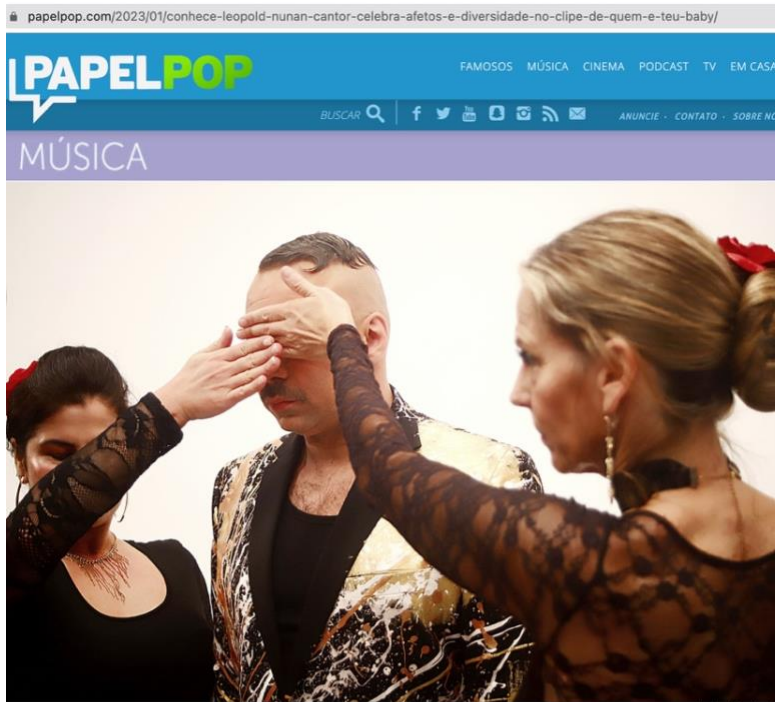 papelpop.com/2023/01/conhece-leopold-nunan-cantor-celebra-afetos-e-diversidade-no-clipe-de-quem-e-teu-baby/
PAPELPOP
FAMOSOS MÚSICA CINEMA PODCAST TV EM CASA
BUSCAR
ANUNCIE - CONTATO - SOBRE NO
MÚSICA